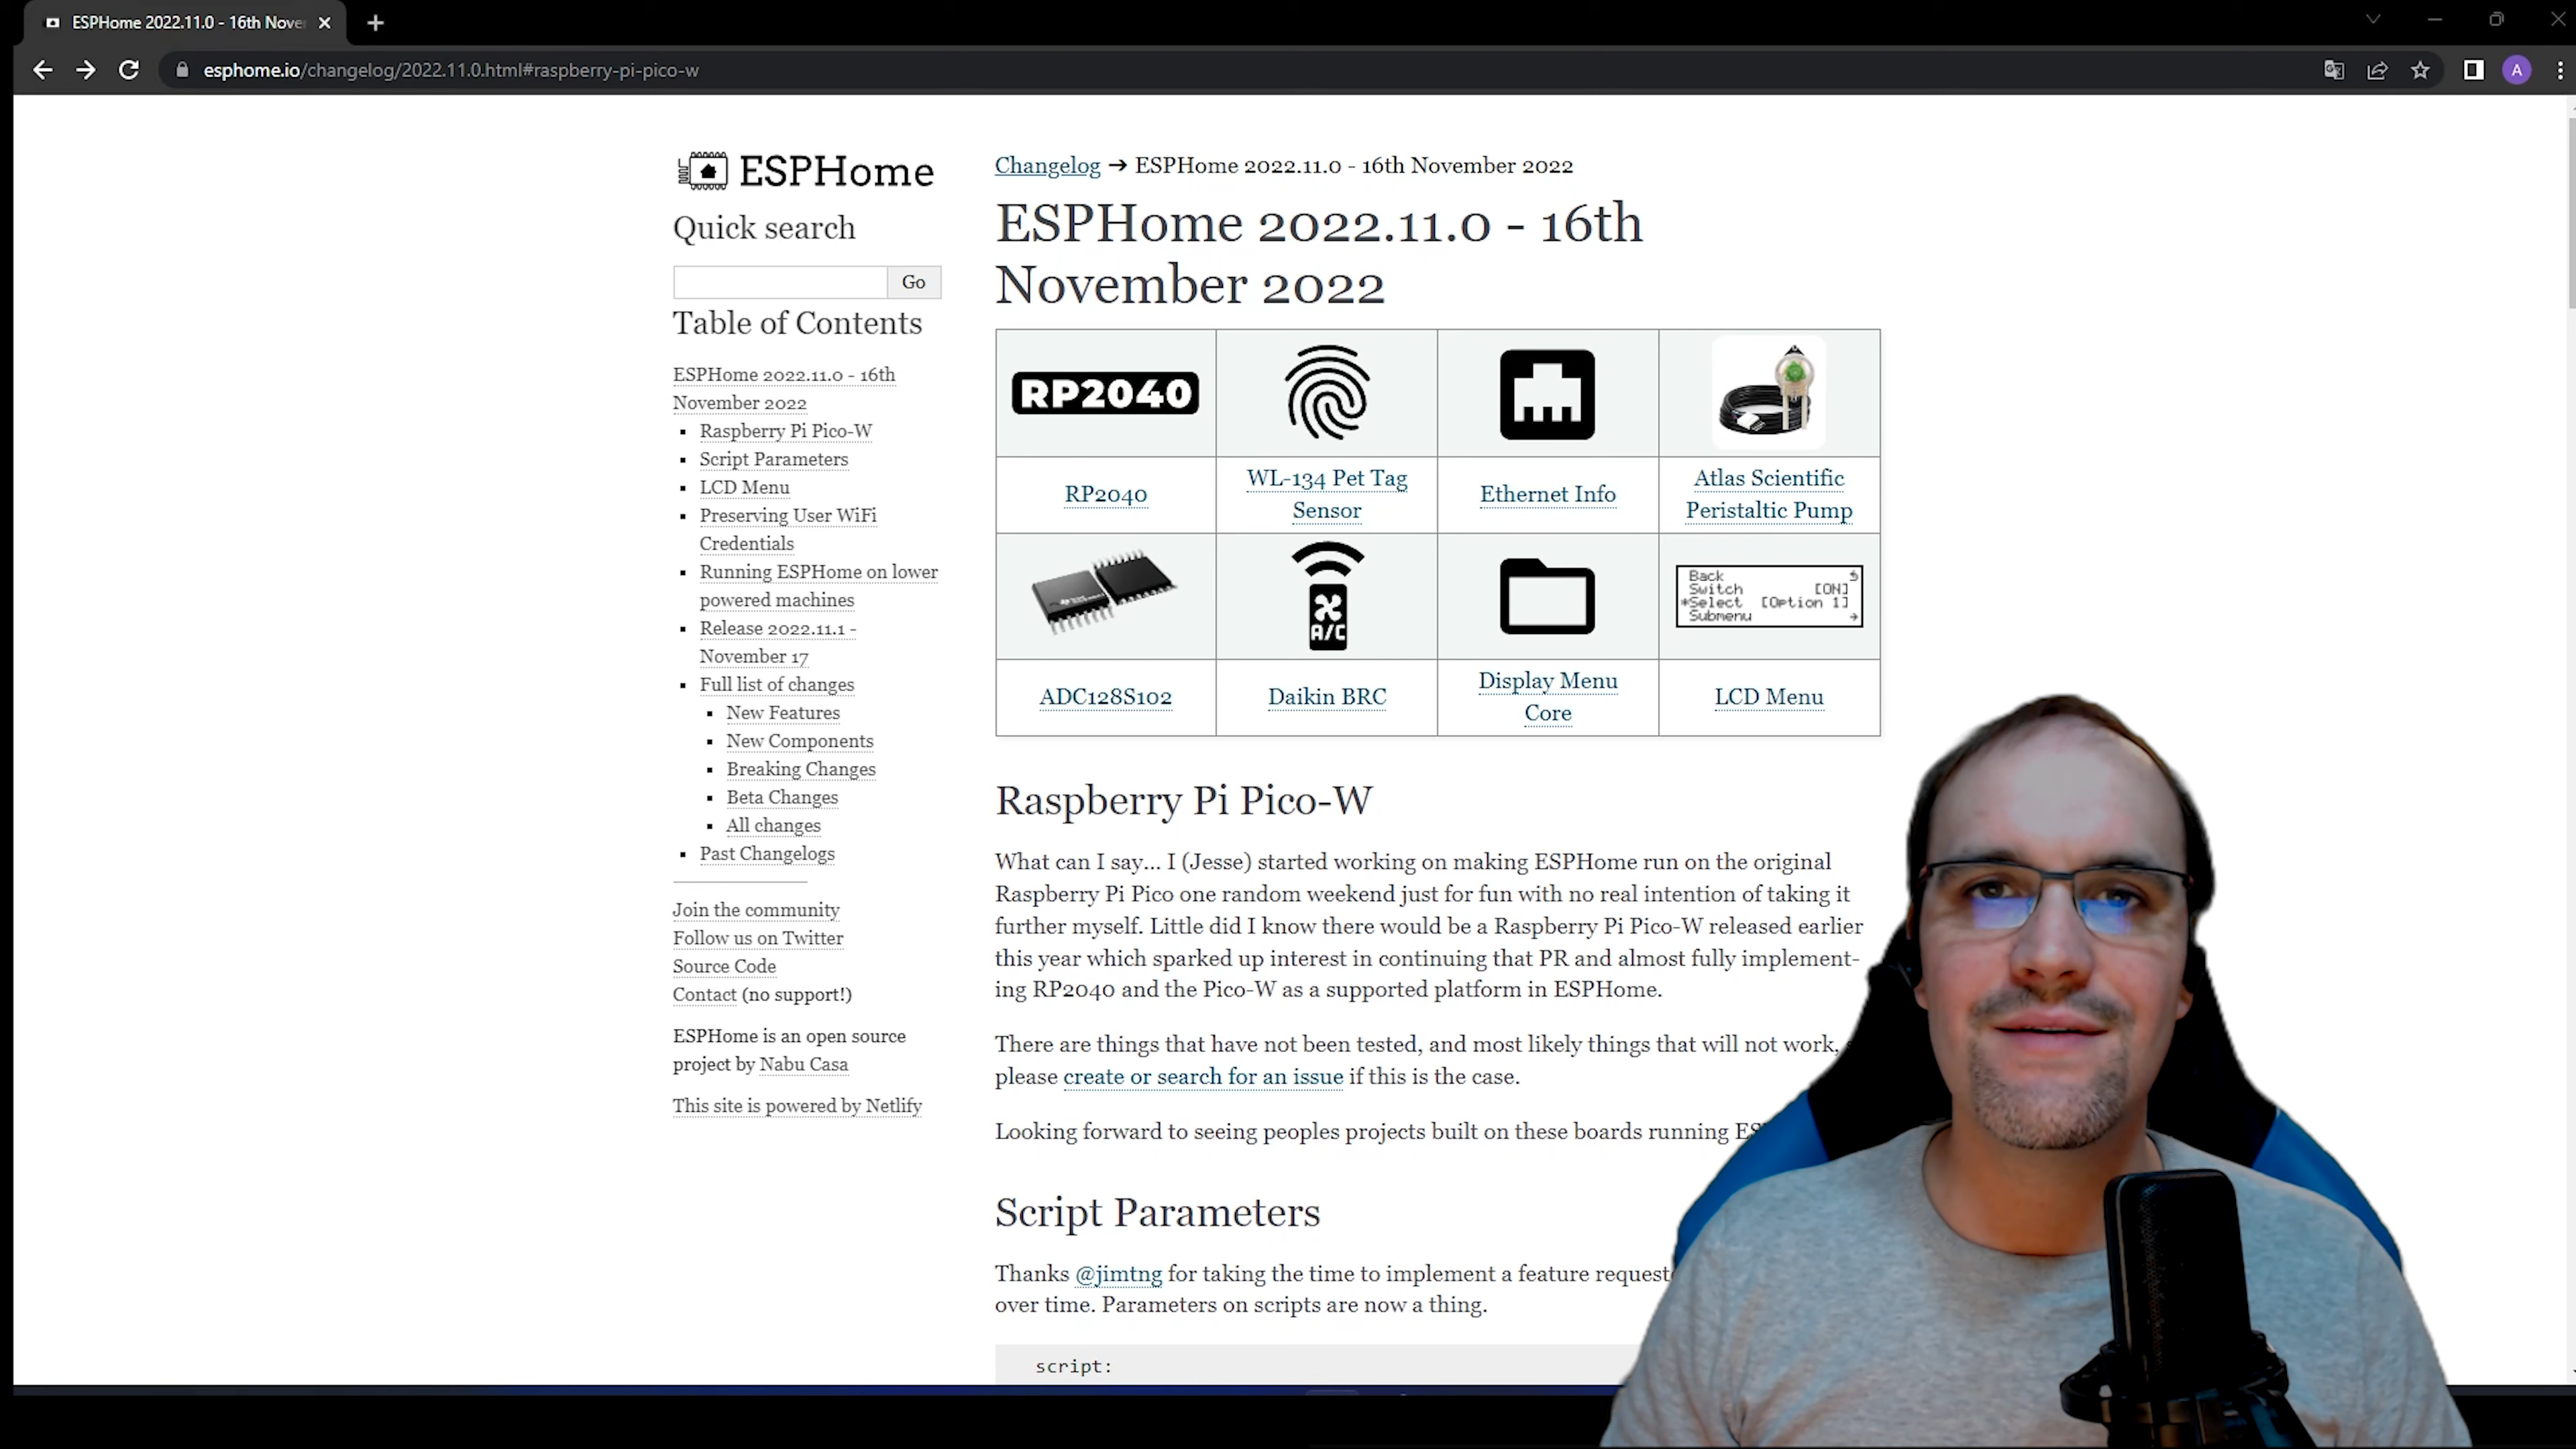 ESPHome 2022.11.0 - 16th Nove
esphome.io/changelog/2022.11.0.html#raspberry-pi-pico-w
A
ESPHome
Quick search
Go
Table of Contents
ESPHome 2022.11.0 - 16th
November 2022
Raspberry Pi Pico-W
Script Parameters
LCD Menu
Preserving User WiFi
Credentials
Running ESPHome on lower
powered machines
Release 2022.11.1 -
November 17
Full list of changes
New Features
New Components
Breaking Changes
Beta Changes
All changes
Past Changelogs
Join the community
Follow us on Twitter
Source Code
Contact (no support!)
ESPHome is an open source
project by Nabu Casa
This site is powered by Netlify
Changelog → ESPHome 2022.11.0 - 16th November 2022
ESPHome 2022.11.0 - 16th
November 2022
RP2040
RP2040
WL-134 Pet Tag
Sensor
Ethernet Info
Atlas Scientific
Peristaltic Pump
A/C
Back
Switch [ON]
*Select [Option 1]
Submenu
ADC128S102
Daikin BRC
Display Menu
Core
LCD Menu
Raspberry Pi Pico-W
What can I say... I (Jesse) started working on making ESPHome run on the original
Raspberry Pi Pico one random weekend just for fun with no real intention of taking it
further myself. Little did I know there would be a Raspberry Pi Pico-W released earlier
this year which sparked up interest in continuing that PR and almost fully implement-
ing RP2040 and the Pico-W as a supported platform in ESPHome.
There are things that have not been tested, and most likely things that will not work,
please create or search for an issue if this is the case.
Looking forward to seeing peoples projects built on these boards running
Script Parameters
Thanks @jimtng for taking the time to implement a feature request
over time. Parameters on scripts are now a thing.
script: